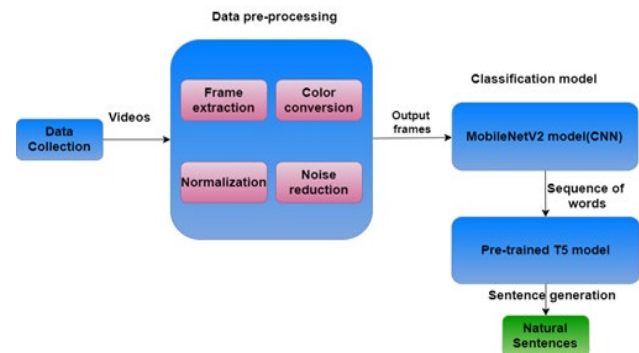 Data pre-processing
Frame
extraction
Color
conversion
Normalization
Noise
reduction
Data
Collection
Videos
Output
frames
Classification model
MobileNetV2 model(CNN)
Sequence of
words
Pre-trained T5 model
Sentence generation
Natural
Sentences